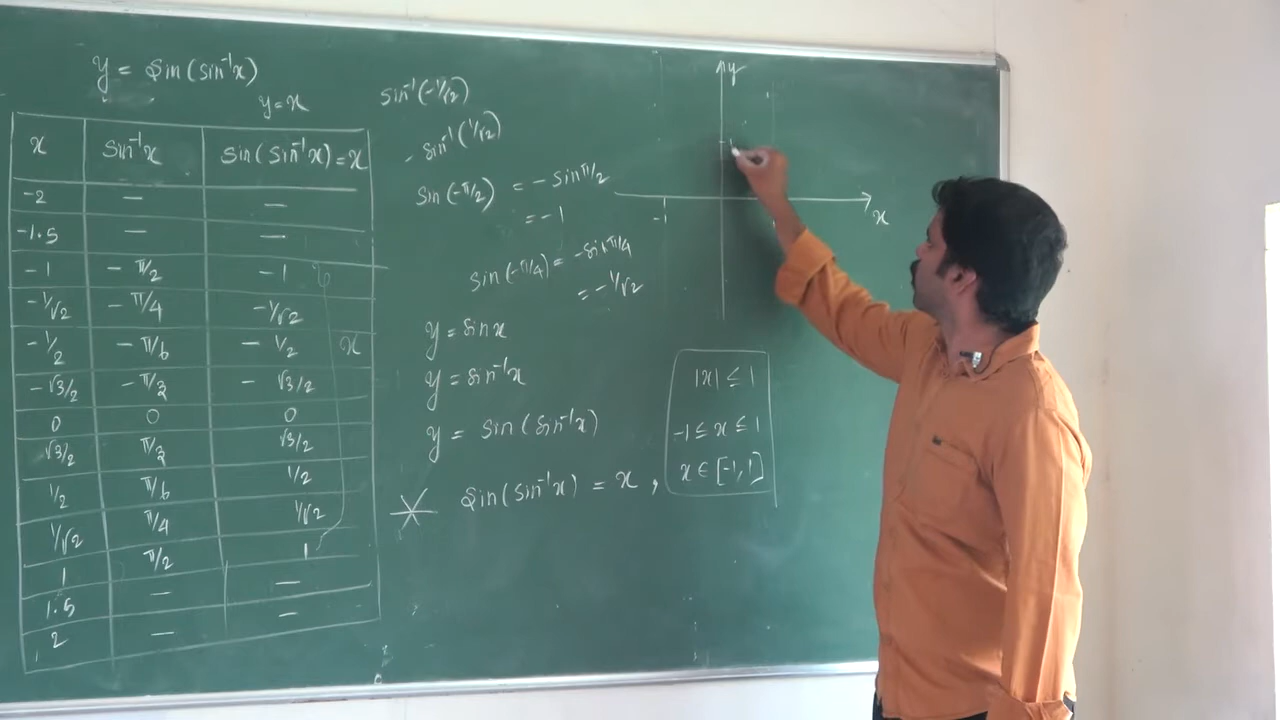 y = sin(sin⁻¹x)
y = x
x sin⁻¹x sin(sin⁻¹x) = x
-2 — —
-1.5 — —
-1 -π/2 -1
-1/√2 -π/4 -1/√2
-1/2 -π/6 -1/2 x
-√3/2 -π/3 -√3/2
0 0 0
√3/2 π/3 √3/2
1/2 π/6 1/2
1/√2 π/4 1/√2
1 π/2 1
1.5 — —
2 — —
sin⁻¹(-1/√2)
- sin⁻¹(1/√2)
sin(-π/2) = -sin π/2
= -1
sin(-π/4) = -sin π/4
= -1/√2
y = sin x
y = sin⁻¹x
y = sin(sin⁻¹x)
sin(sin⁻¹x) = x ,
|x| ≤ 1
-1 ≤ x ≤ 1
x ∈ [-1, 1]
y
-1
x